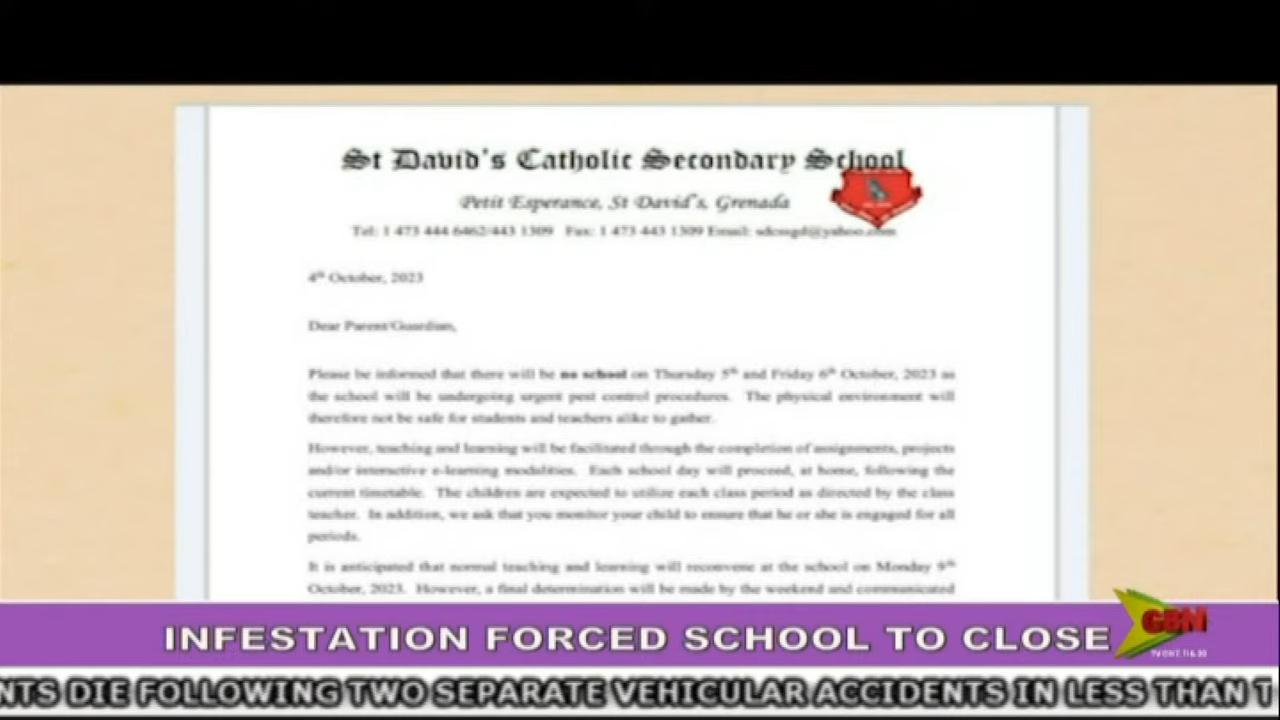 St David's Catholic Secondary School
Petit Esperance, St David's, Grenada
Tel: 1 473 444 6462/443 1309 Fax: 1 473 443 1309 Email: sdcssgd@yahoo.com
4th October, 2023
Dear Parent/Guardian,
Please be informed that there will be no school on Thursday 5th and Friday 6th October, 2023 as
the school will be undergoing urgent pest control procedures. The physical environment will
therefore not be safe for students and teachers alike to gather.
However, teaching and learning will be facilitated through the completion of assignments, projects
and/or interactive e-learning modalities. Each school day will proceed, at home, following the
current timetable. The children are expected to utilize each class period as directed by the class
teacher. In addition, we ask that you monitor your child to ensure that he or she is engaged for all
periods.
It is anticipated that normal teaching and learning will reconvene at the school on Monday 9th
October, 2023. However, a final determination will be made by the weekend and communicated
INFESTATION FORCED SCHOOL TO CLOSE
GBN
NTS DIE FOLLOWING TWO SEPARATE VEHICULAR ACCIDENTS IN LESS THAN T